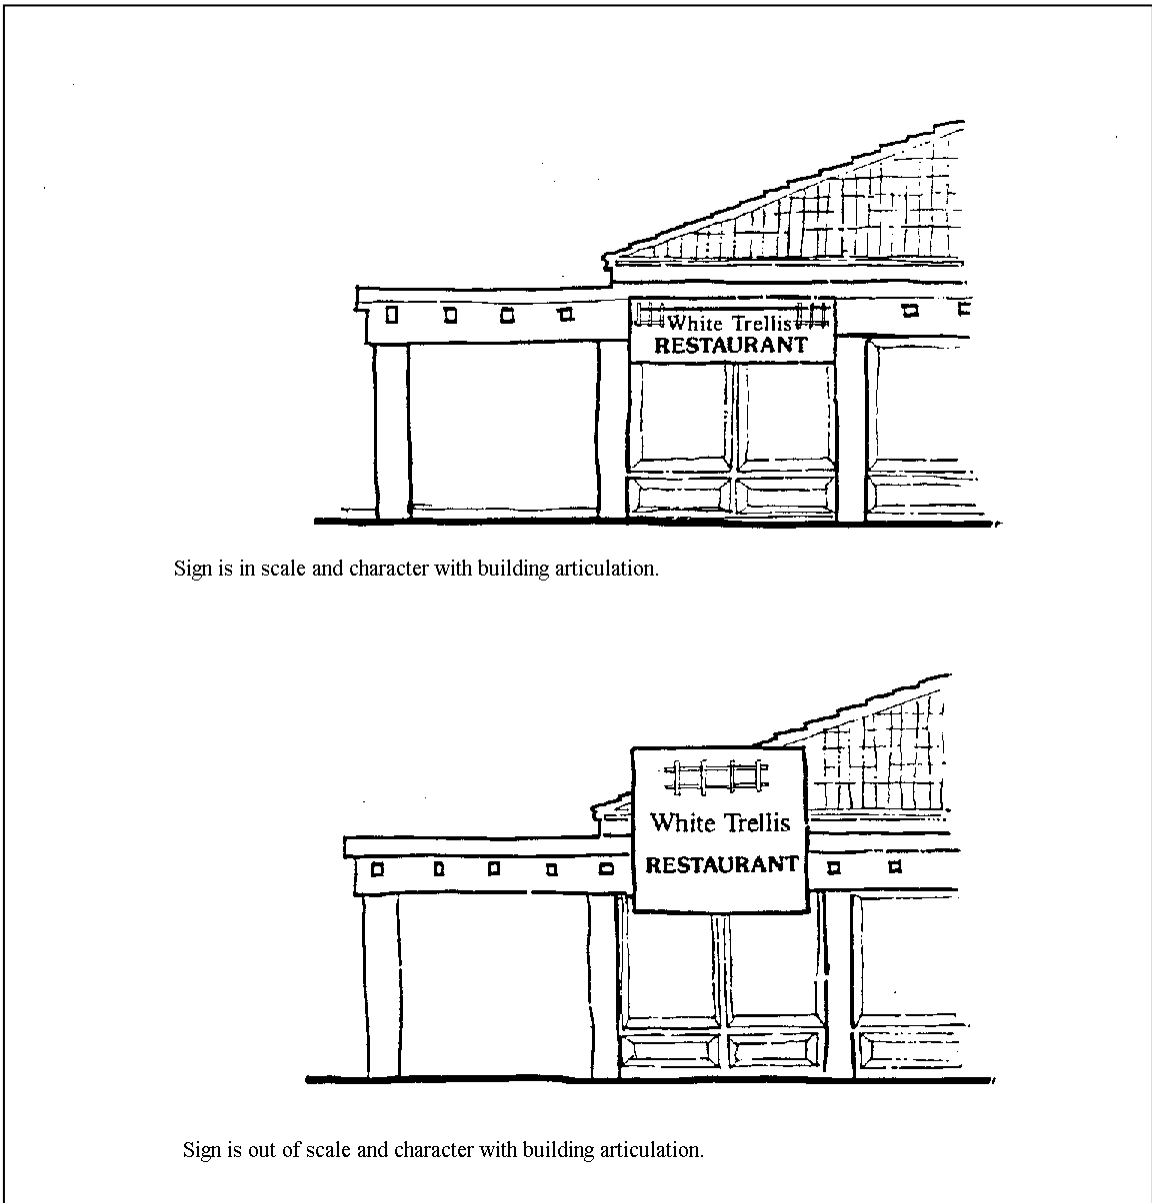 White Trellis
RESTAURANT
Sign is in scale and character with building articulation.
White Trellis
RESTAURANT
Sign is out of scale and character with building articulation.